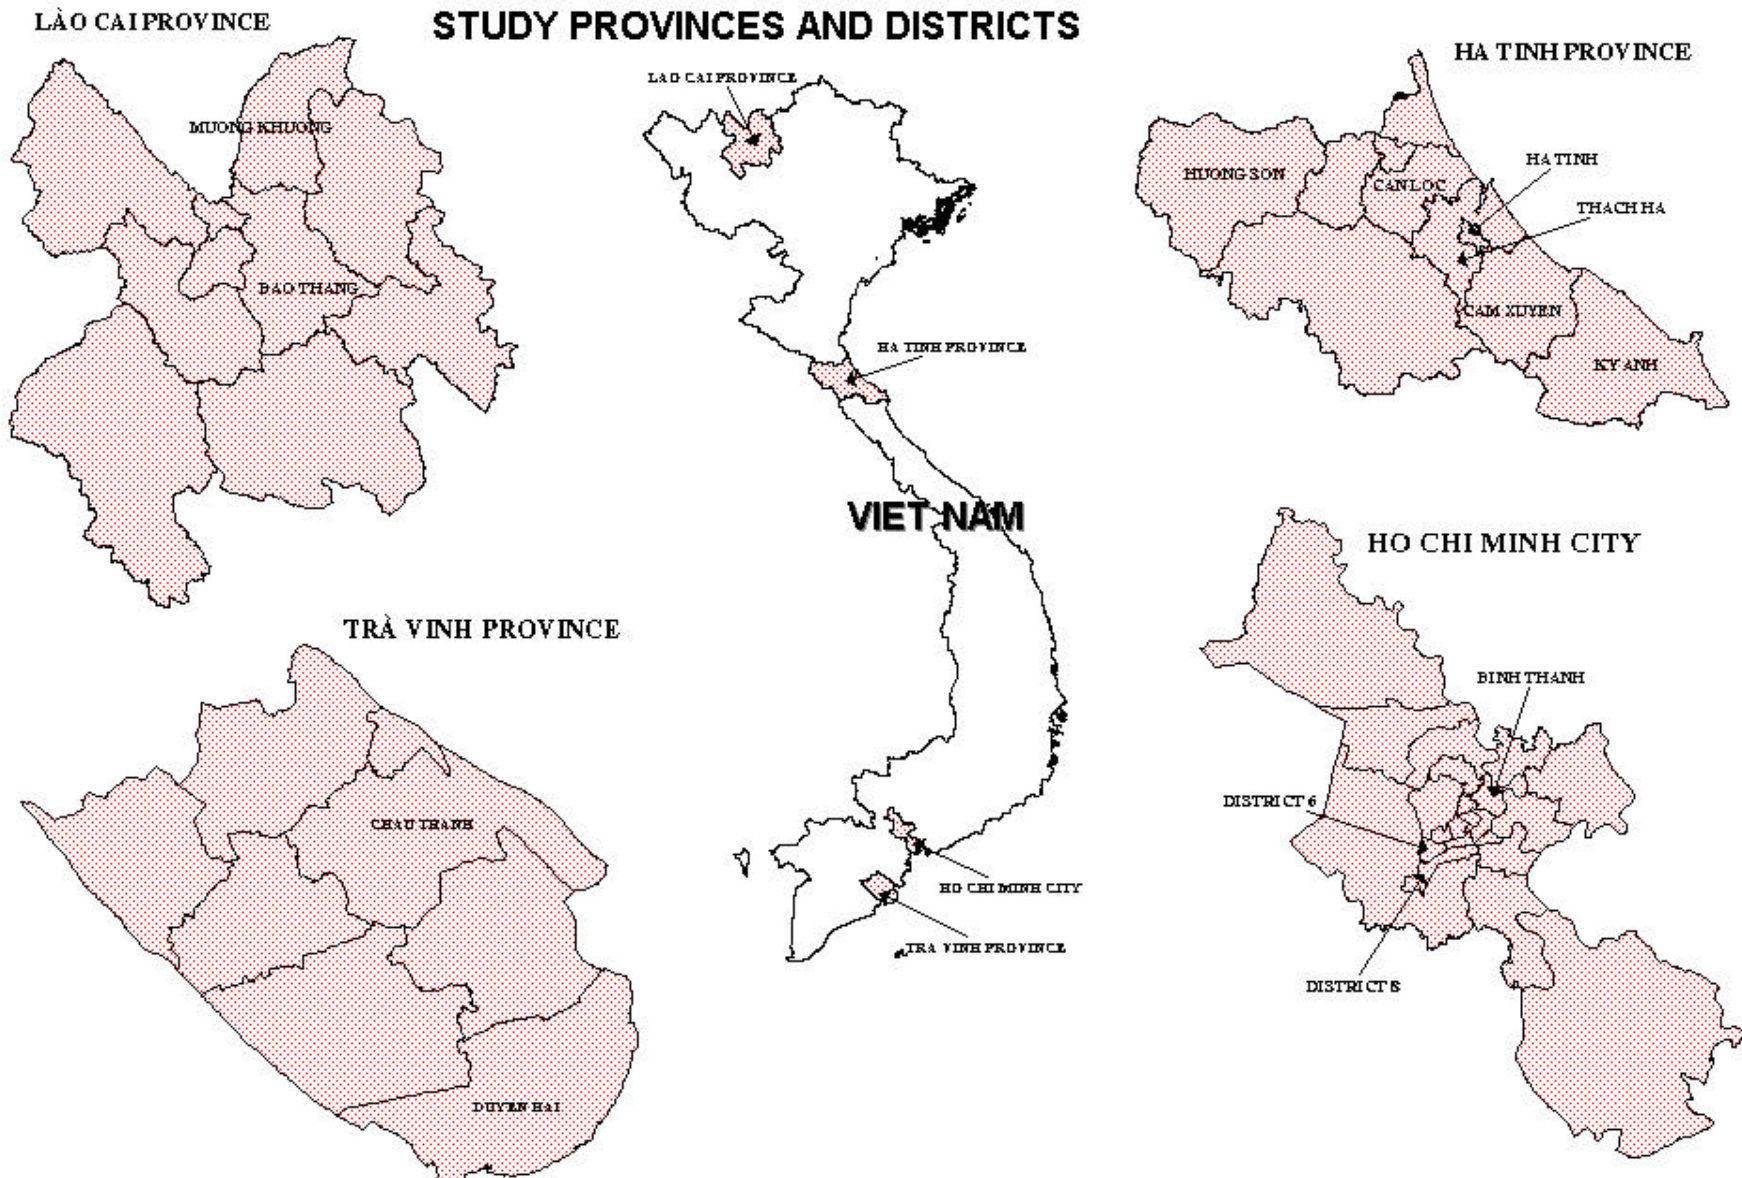 STUDY PROVINCES AND DISTRICTS
LÀO CAI PROVINCE
MUONG KHUONG
BAO THANG
LAO CAI PROVINCE
HA TINH PROVINCE
VIET NAM
HO CHI MINH CITY
TRA VINH PROVINCE
HA TINH PROVINCE
HUONG SON
CAN LOC
HA TINH
THACH HA
CAM XUYEN
KY ANH
TRÀ VINH PROVINCE
CHAU THANH
DUYEN HAI
HO CHI MINH CITY
BINH THANH
DISTRICT 6
DISTRICT 8